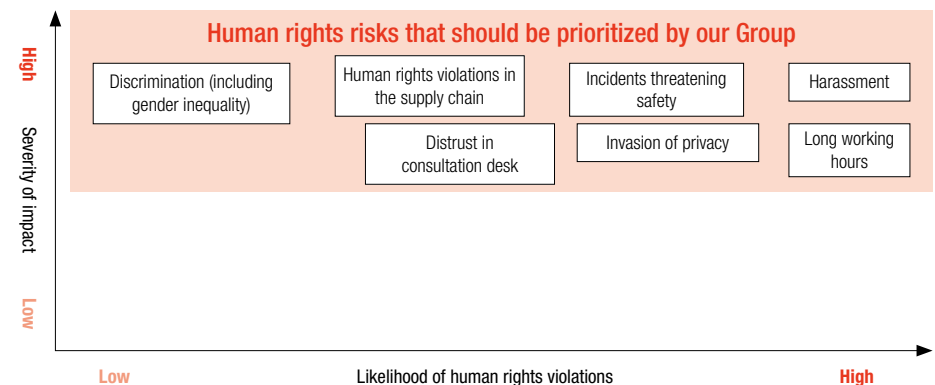 Human rights risks that should be prioritized by our Group
High
Severity of impact
Low
Discrimination (including
gender inequality)
Human rights violations in
the supply chain
Incidents threatening
safety
Harassment
Distrust in
consultation desk
Invasion of privacy
Long working
hours
Low
Likelihood of human rights violations
High